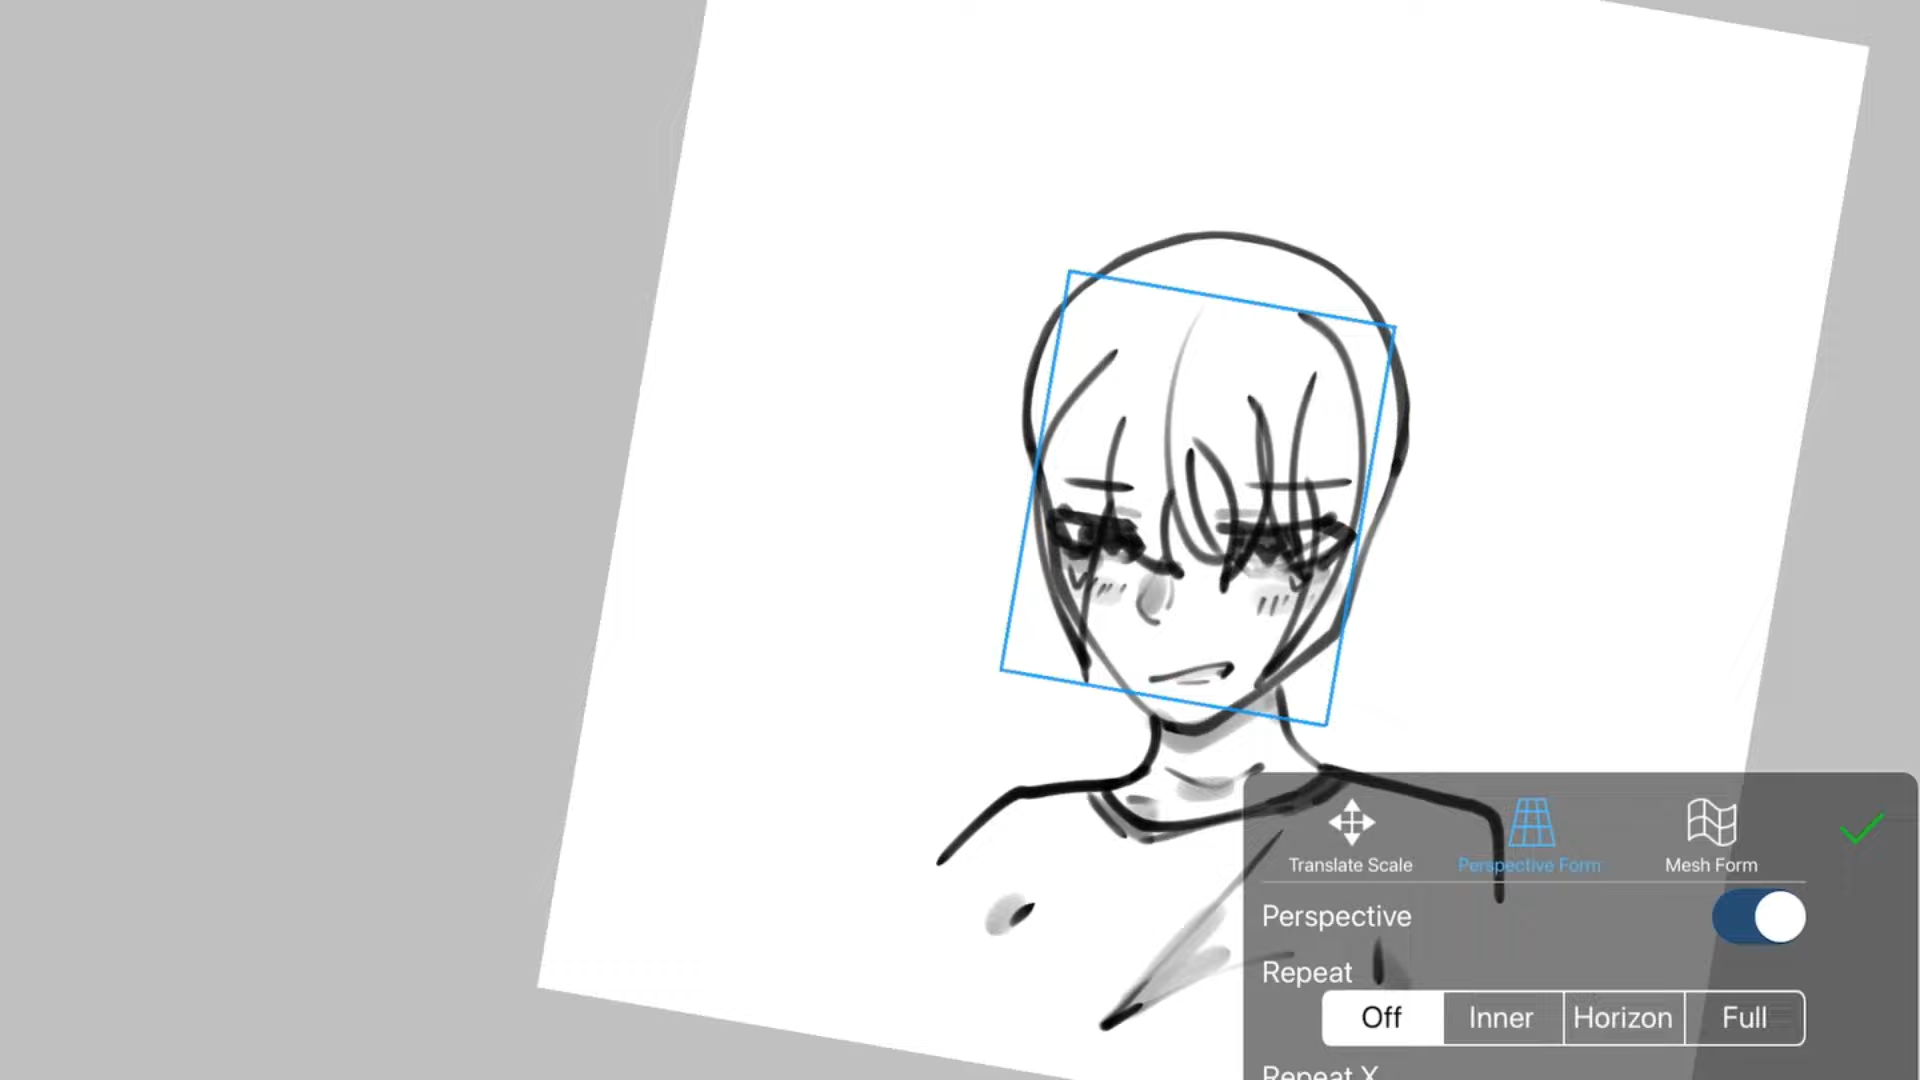 Translate Scale Perspective Form Mesh Form
Perspective
Repeat
Off Inner Horizon Full
Repeat X